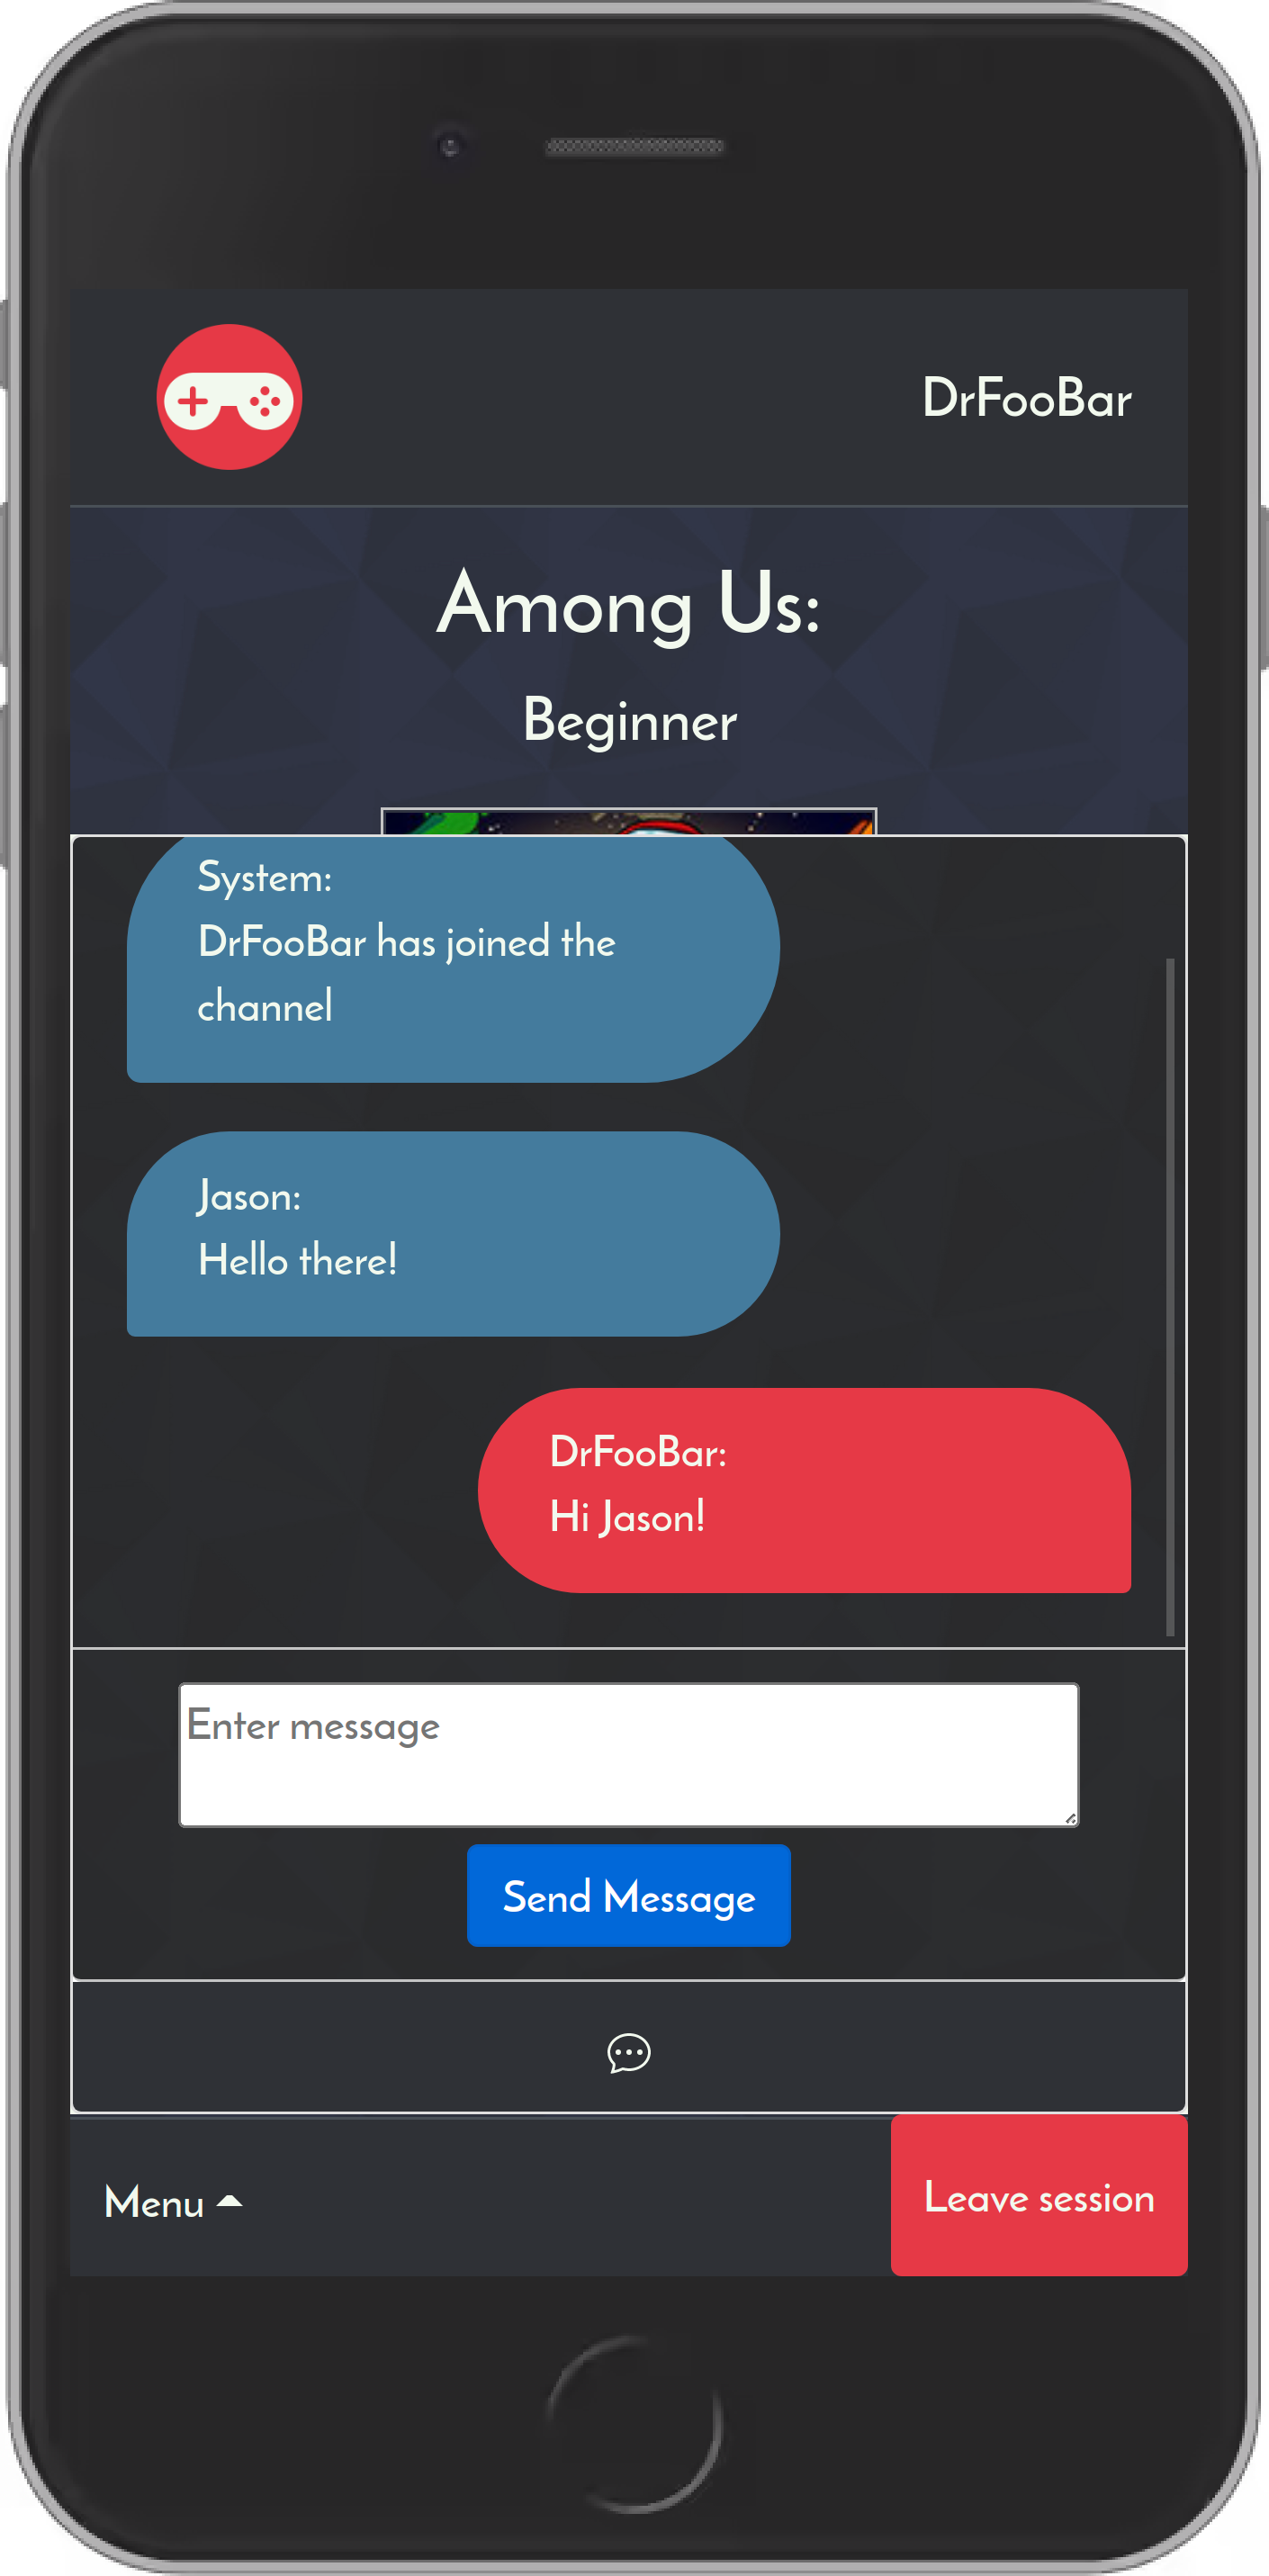 DrFooBar
Among Us:
Beginner
System:
DrFooBar has joined the
channel
Jason:
Hello there!
DrFooBar:
Hi Jason!
Enter message
Send Message
Menu
Leave session